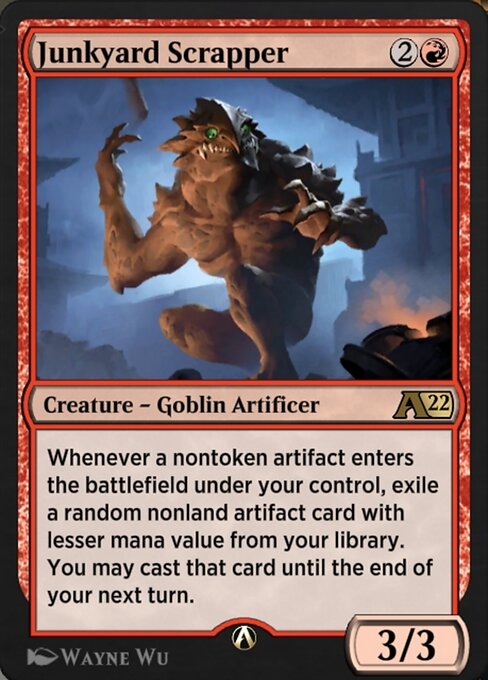 Junkyard Scrapper 2
Creature – Goblin Artificer A22
Whenever a nontoken artifact enters
the battlefield under your control, exile
a random nonland artifact card with
lesser mana value from your library.
You may cast that card until the end of
your next turn.
3/3
Wayne Wu